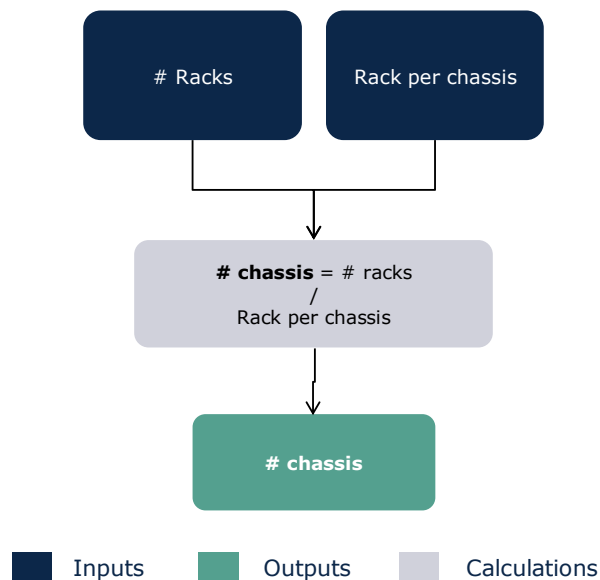 # Racks
Rack per chassis
# chassis = # racks
/
Rack per chassis
# chassis
Inputs
Outputs
Calculations